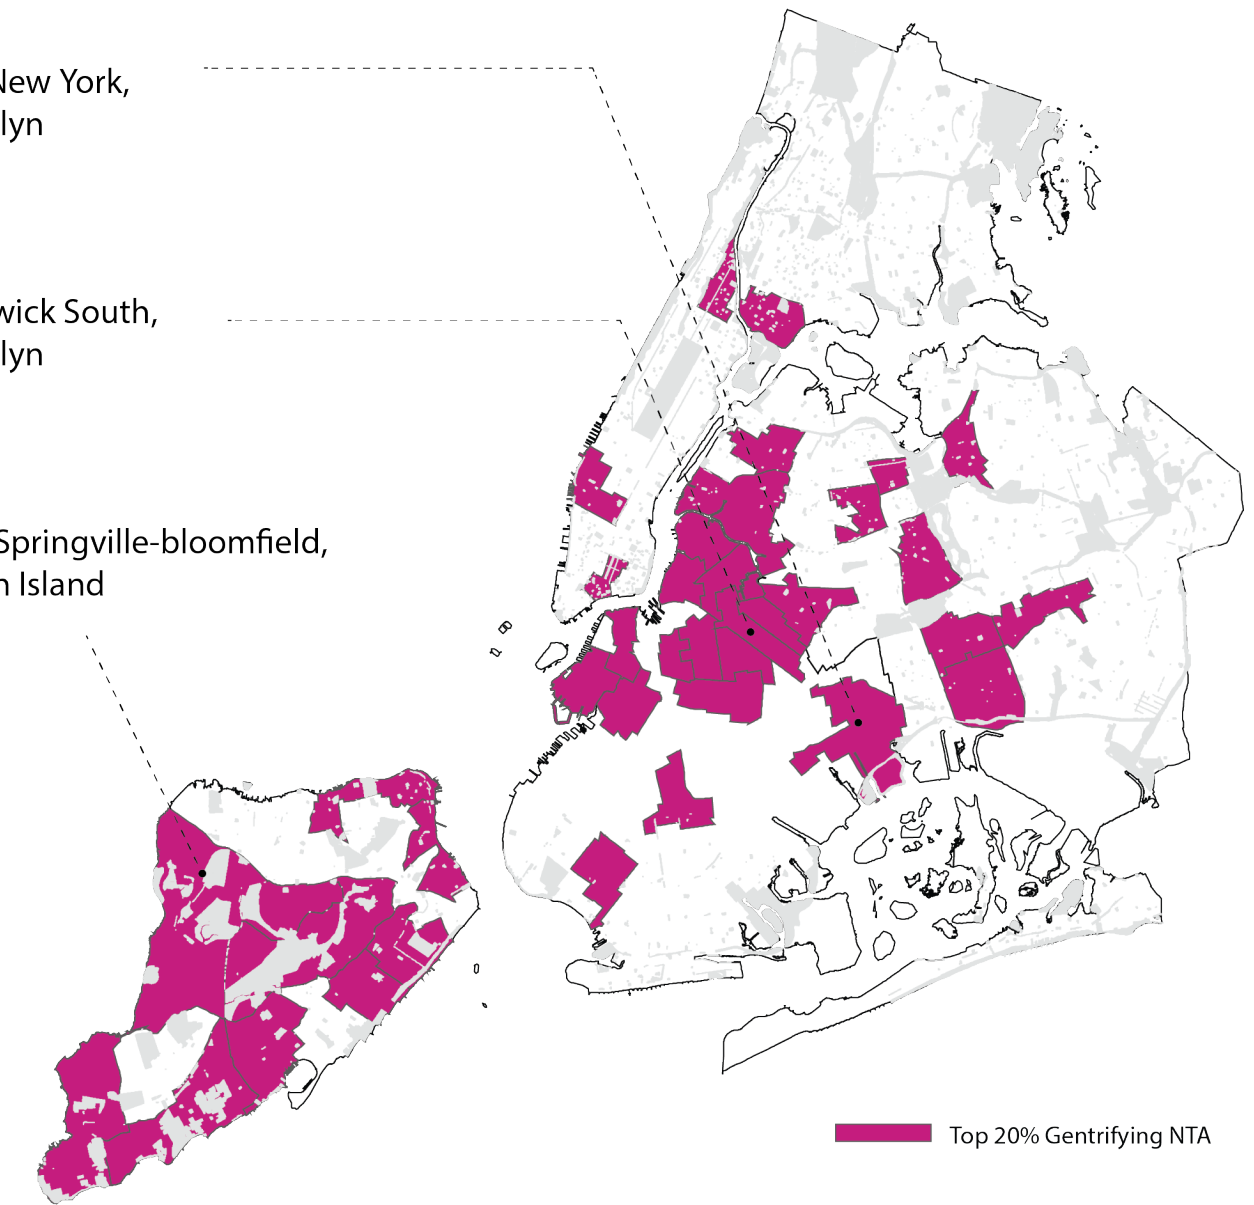 New York,
lyn
wick South,
lyn
Springville-bloomfield,
n Island
Top 20% Gentrifying NTA